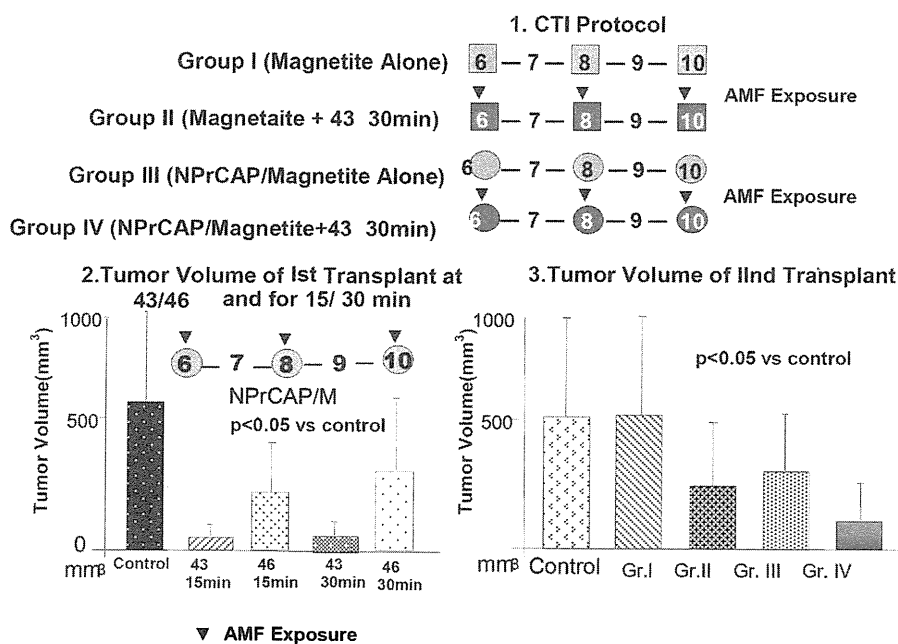 1. CTI Protocol
Group I (Magnetite Alone) 6 — 7 — 8 — 9 — 10
AMF Exposure
Group II (Magnetaite + 43 30min) 6 — 7 — 8 — 9 — 10
Group III (NPrCAP/Magnetite Alone) 6 — 7 — 8 — 9 — 10
AMF Exposure
Group IV (NPrCAP/Magnetite+43 30min) 6 — 7 — 8 — 9 — 10
2.Tumor Volume of Ist Transplant at
43/46 and for 15/ 30 min
Tumor Volume(mm³)
1000
500
0
mm³
6 — 7 — 8 — 9 — 10
NPrCAP/M
p<0.05 vs control
Control
43
15min
46
15min
43
30min
46
30min
▼ AMF Exposure
3.Tumor Volume of IInd Transplant
Tumor Volume(mm³)
1000
500
p<0.05 vs control
mm³
Control Gr.I Gr.II Gr. III Gr. IV